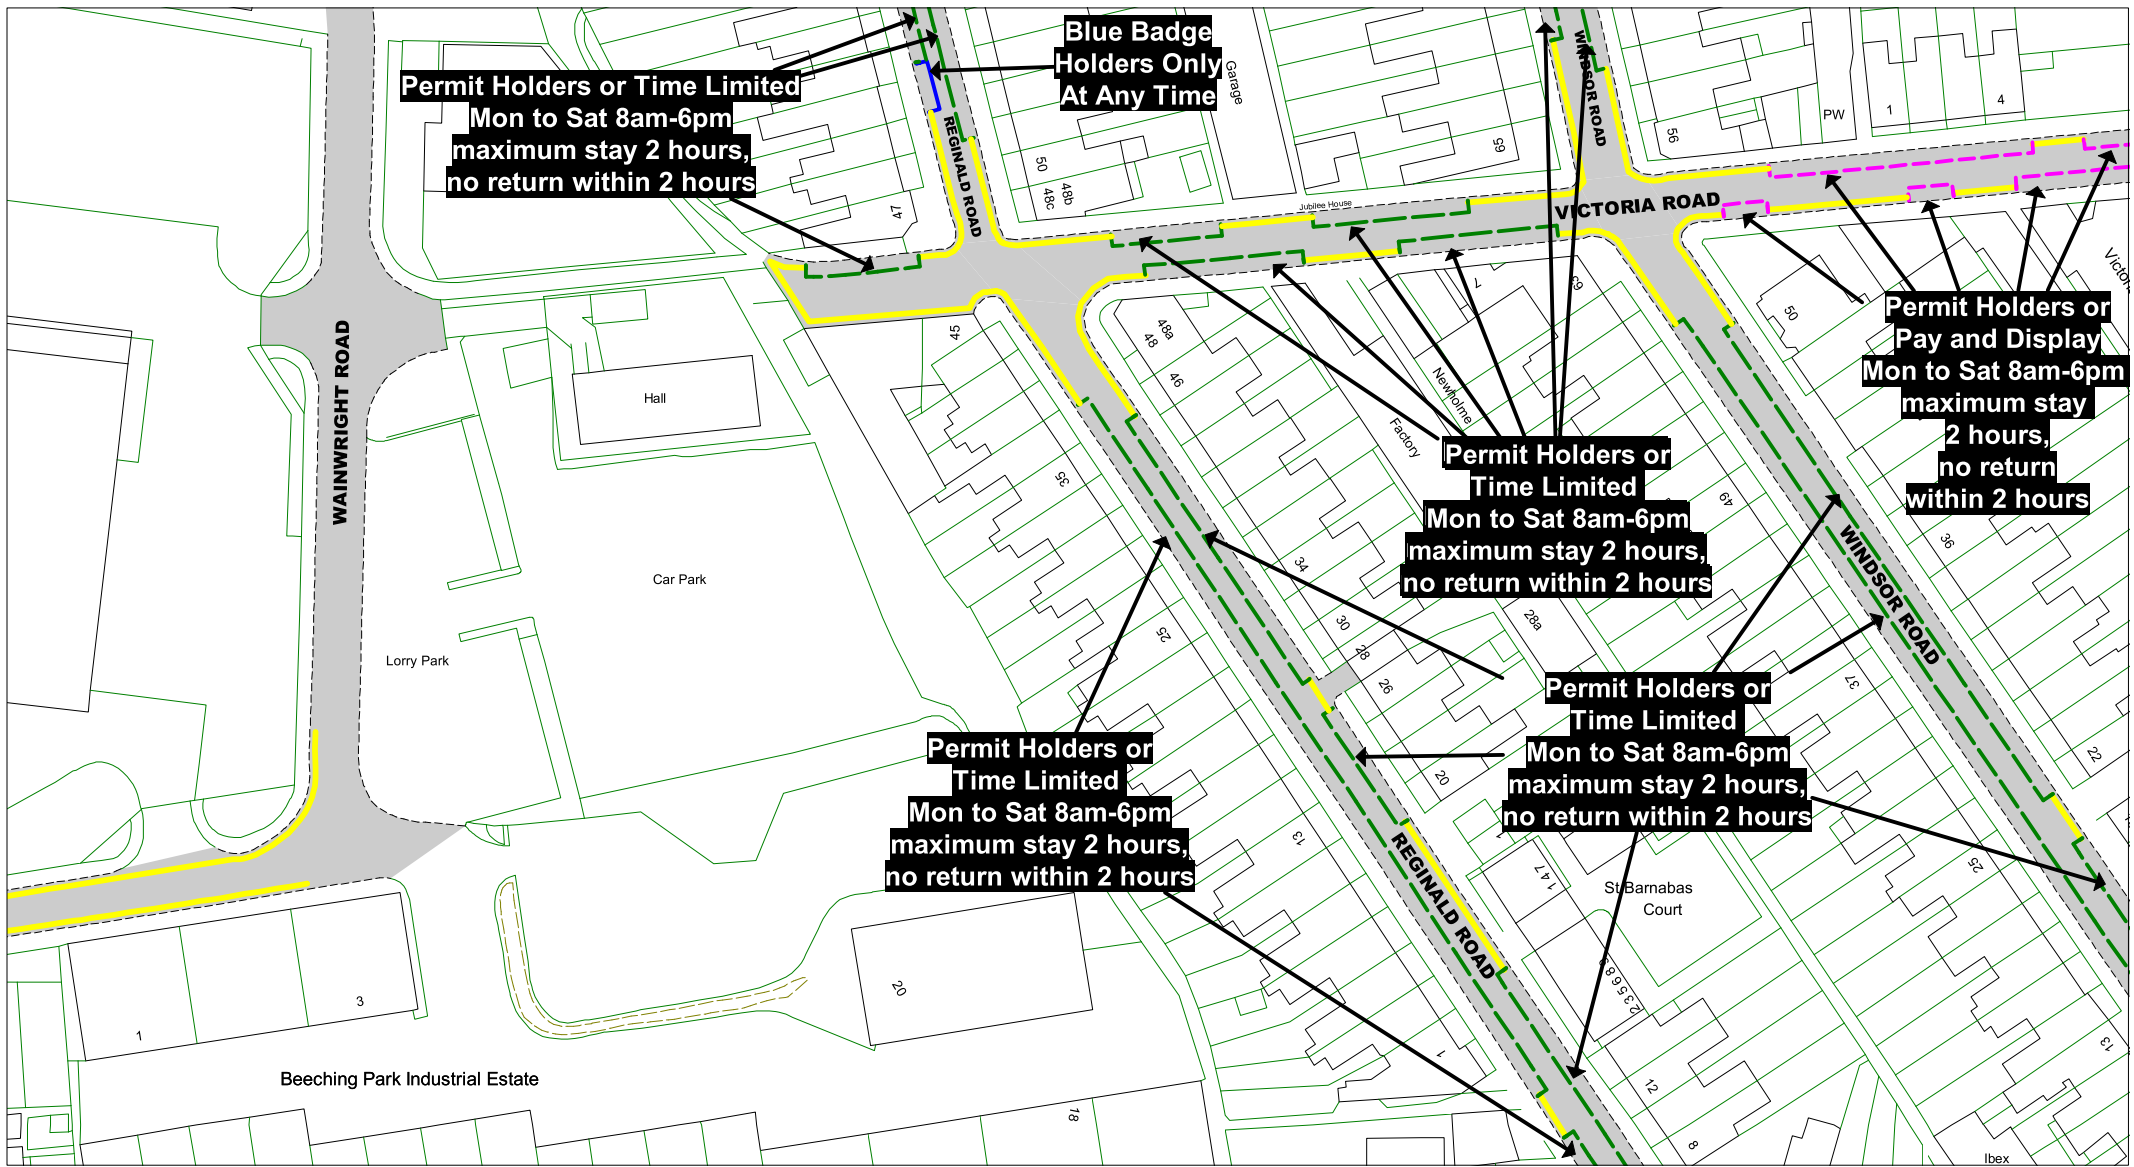 Permit Holders or Time Limited
Mon to Sat 8am-6pm
maximum stay 2 hours,
no return within 2 hours
Blue Badge
Holders Only
At Any Time
Garage
REGINALD ROAD
47
50
48c
48b
WINDSOR ROAD
65
56
PW
1
4
Jubilee House
VICTORIA ROAD
WAINWRIGHT ROAD
Hall
45
48a
48
46
7
63
50
Permit Holders or
Pay and Display
Mon to Sat 8am-6pm
maximum stay
2 hours,
no return
within 2 hours
Newholme
Factory
Permit Holders or
Time Limited
Mon to Sat 8am-6pm
maximum stay 2 hours,
no return within 2 hours
35
49
36
WINDSOR ROAD
Car Park
Lorry Park
34
25
30
28
26
28a
37
22
20
Permit Holders or
Time Limited
Mon to Sat 8am-6pm
maximum stay 2 hours,
no return within 2 hours
Permit Holders or
Time Limited
Mon to Sat 8am-6pm
maximum stay 2 hours,
no return within 2 hours
13
REGINALD ROAD
1 4 7
St Barnabas
Court
25
3
1
20
1
12
8
13
Beeching Park Industrial Estate
18
Ibex